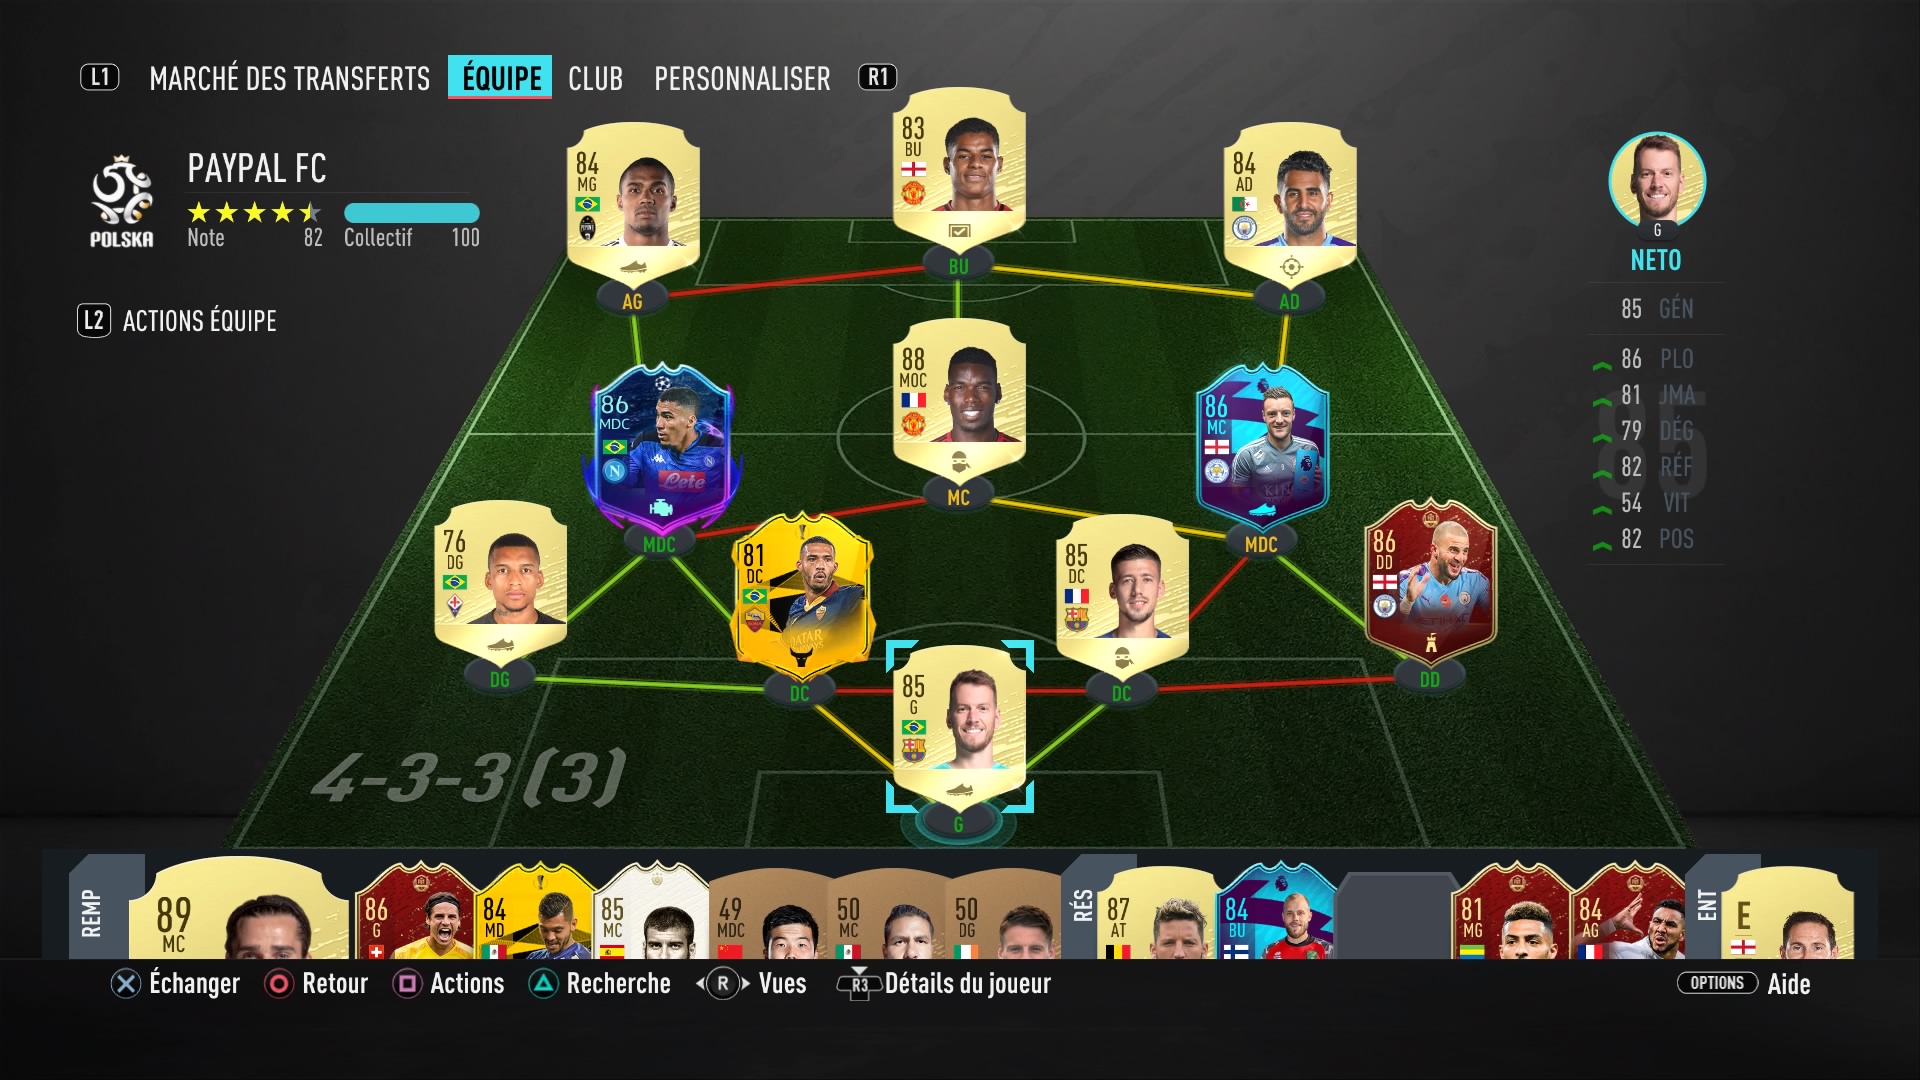 L1 MARCHÉ DES TRANSFERTS ÉQUIPE CLUB PERSONNALISER R1
POLSKA
PAYPAL FC
Note 82 Collectif 100
L2 ACTIONS ÉQUIPE
84 MG
AG
83 BU
BU
84 AD
AD
86 MDC
Lete
MDC
88 MOC
MC
86 MC
MDC
76 DG
DG
81 DC
QATAR AIRWAYS
DC
85 DC
DC
86 DD
DD
85 G
G
4-3-3 (3)
G
NETO
85 GÉN
86 PLO
81 JMA
79 DÉG
82 RÉF
54 VIT
82 POS
85
REMP
89 MC
86 G
84 MD
85 MC
49 MDC
50 MC
50 DG
RÉS
87 AT
84 BU
81 MG
84 AG
ENT
E
Échanger Retour Actions Recherche R Vues R3 Détails du joueur OPTIONS Aide